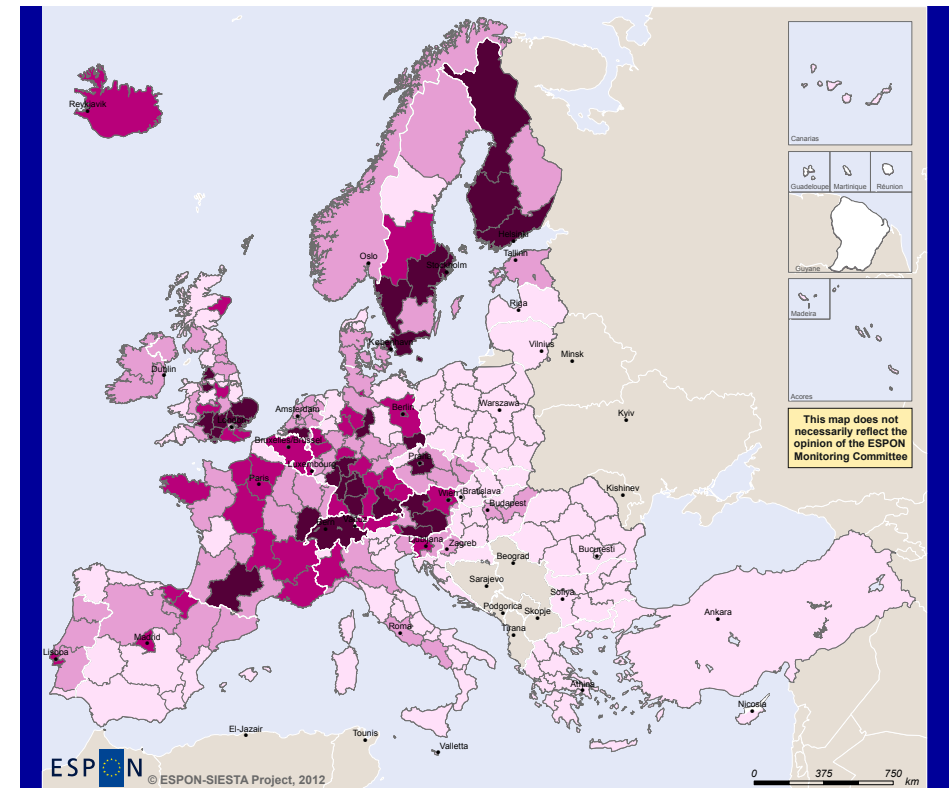 Reykjavik
Canarias
Guadeloupe
Martinique
Réunion
Guyane
Madeira
Acores
This map does not
necessarily reflect the
opinion of the ESPON
Monitoring Committee
Oslo
Helsinki
Tallinn
Stockholm
Riga
Dublin
København
Vilnius
Minsk
Amsterdam
Berlin
Warszawa
London
Kyiv
Bruxelles/Brussel
Luxembourg
Praha
Paris
Kishinev
Wien
Bratislava
Budapest
Bern
Ljubljana
Zagreb
Beograd
Bucuresti
Sarajevo
Sofiya
Podgorica
Skopje
Ankara
Tirana
Roma
Madrid
Lisboa
Athina
Nicosia
El-Jazair
Tounis
Valletta
ESPON
© ESPON-SIESTA Project, 2012
0 375 750
km